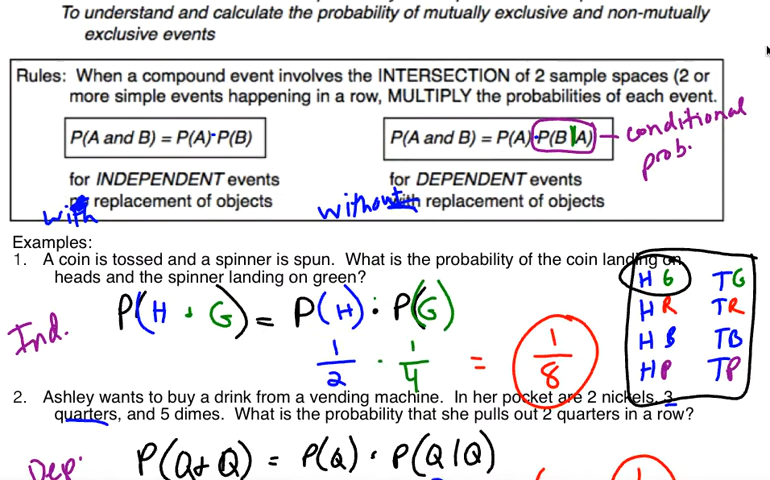 To understand and calculate the probability of mutually exclusive and non-mutually
exclusive events
Rules: When a compound event involves the INTERSECTION of 2 sample spaces (2 or
more simple events happening in a row, MULTIPLY the probabilities of each event.
P(A and B) = P(A)·P(B)
P(A and B) = P(A)·P(B|A)
conditional
prob.
for INDEPENDENT events
with replacement of objects
for DEPENDENT events
without replacement of objects
Examples:
1. A coin is tossed and a spinner is spun. What is the probability of the coin landing on
heads and the spinner landing on green?
Ind.
P(H + G) = P(H) · P(G)
1/2 · 1/4 = 1/8
HG TG
HR TR
HB TB
HP TP
2. Ashley wants to buy a drink from a vending machine. In her pocket are 2 nickels, 3
quarters, and 5 dimes. What is the probability that she pulls out 2 quarters in a row?
Dep.
P(Q + Q) = P(Q) · P(Q|Q)